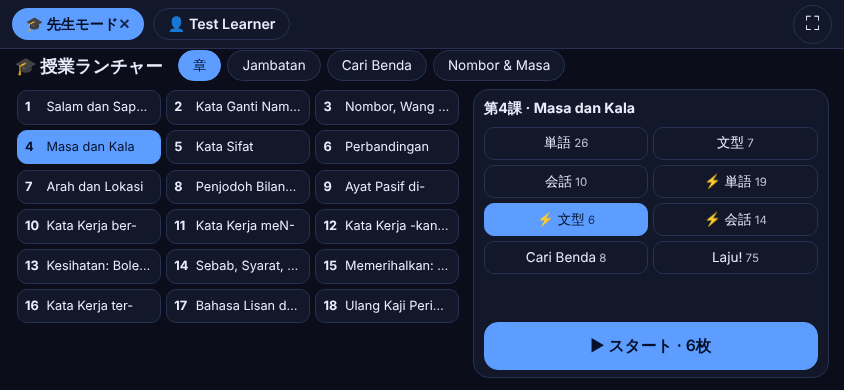 🎓 先生モード✕
👤 Test Learner
🎓 授業ランチャー
章
Jambatan
Cari Benda
Nombor & Masa
1 Salam dan Sap...
2 Kata Ganti Nam...
3 Nombor, Wang ...
4 Masa dan Kala
5 Kata Sifat
6 Perbandingan
7 Arah dan Lokasi
8 Penjodoh Bilan...
9 Ayat Pasif di-
10 Kata Kerja ber-
11 Kata Kerja meN-
12 Kata Kerja -kan...
13 Kesihatan: Bole...
14 Sebab, Syarat, ...
15 Memerihalkan: ...
16 Kata Kerja ter-
17 Bahasa Lisan d...
18 Ulang Kaji Peri...
第4課 · Masa dan Kala
単語 26
文型 7
会話 10
⚡ 単語 19
⚡ 文型 6
⚡ 会話 14
Cari Benda 8
Laju! 75
▶ スタート · 6枚